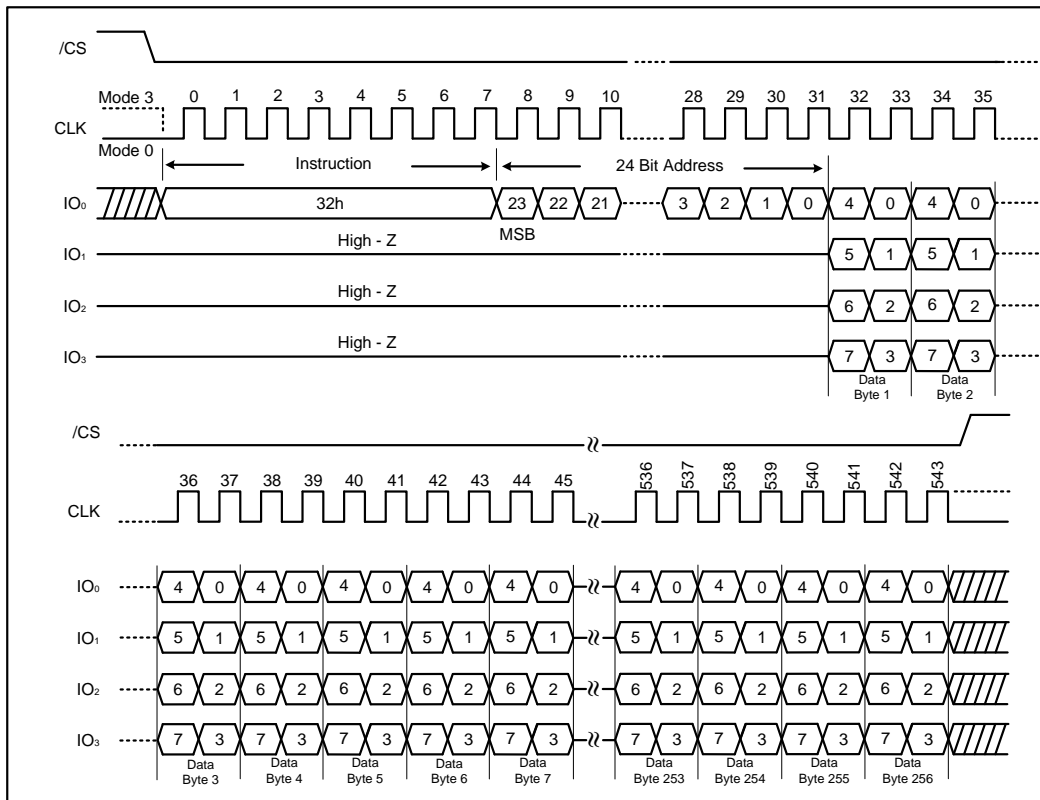 /CS
Mode 3 0 1 2 3 4 5 6 7 8 9 10 28 29 30 31 32 33 34 35
CLK
Mode 0 Instruction 24 Bit Address
IO₀ 32h 23 22 21 3 2 1 0 4 0 4 0
MSB
High - Z
IO₁ 5 1 5 1
High - Z
IO₂ 6 2 6 2
High - Z
IO₃ 7 3 7 3
Data Data
Byte 1 Byte 2
/CS
36 37 38 39 40 41 42 43 44 45 536 537 538 539 540 541 542 543
CLK
IO₀ 4 0 4 0 4 0 4 0 4 0 4 0 4 0 4 0 4 0
IO₁ 5 1 5 1 5 1 5 1 5 1 5 1 5 1 5 1 5 1
IO₂ 6 2 6 2 6 2 6 2 6 2 6 2 6 2 6 2 6 2
IO₃ 7 3 7 3 7 3 7 3 7 3 7 3 7 3 7 3 7 3
Data Data Data Data Data Data Data Data Data
Byte 3 Byte 4 Byte 5 Byte 6 Byte 7 Byte 253 Byte 254 Byte 255 Byte 256